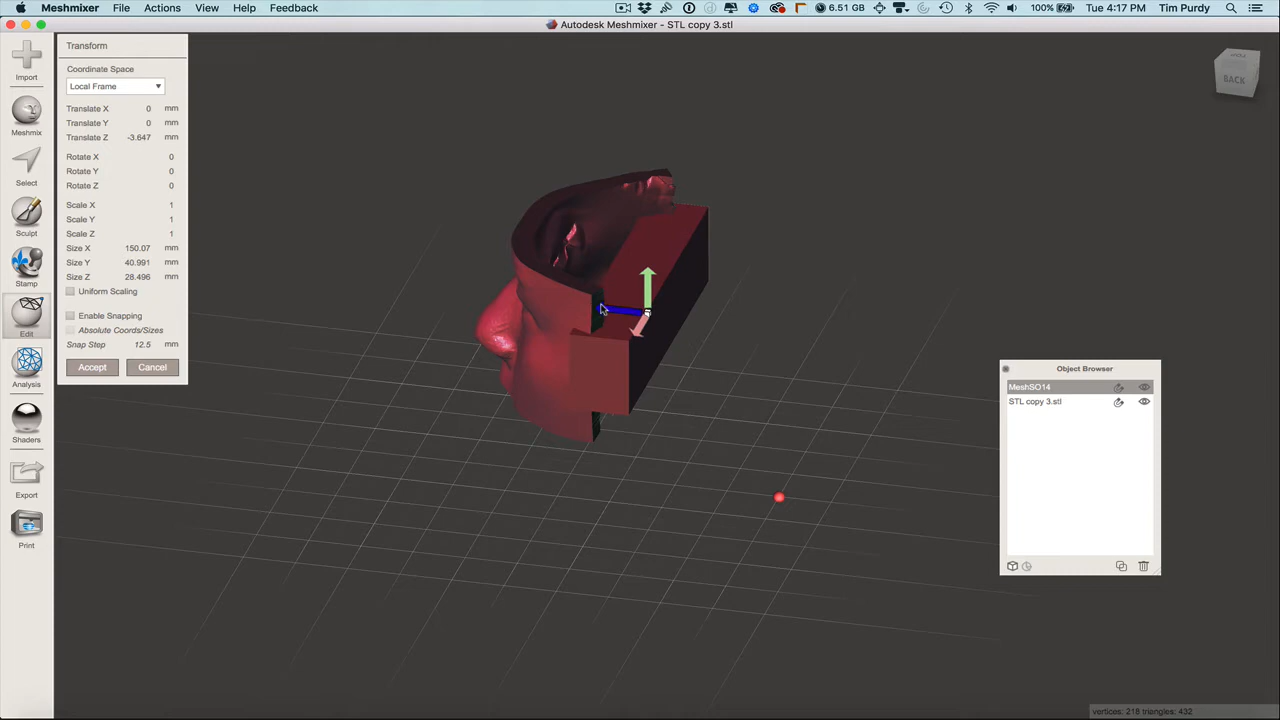 Meshmixer File Actions View Help Feedback 6.51 GB 100% Tue 4:17 PM Tim Purdy
Autodesk Meshmixer - STL copy 3.stl
Import
Meshmix
Select
Sculpt
Stamp
Edit
Analysis
Shaders
Export
Print
Transform
Coordinate Space
Local Frame
Translate X 0 mm
Translate Y 0 mm
Translate Z -3.647 mm
Rotate X 0
Rotate Y 0
Rotate Z 0
Scale X 1
Scale Y 1
Scale Z 1
Size X 150.07 mm
Size Y 40.991 mm
Size Z 28.496 mm
Uniform Scaling
Enable Snapping
Absolute Coords/Sizes
Snap Step 12.5 mm
Accept Cancel
BACK
Object Browser
MeshSO14
STL copy 3.stl
vertices: 218 triangles: 432